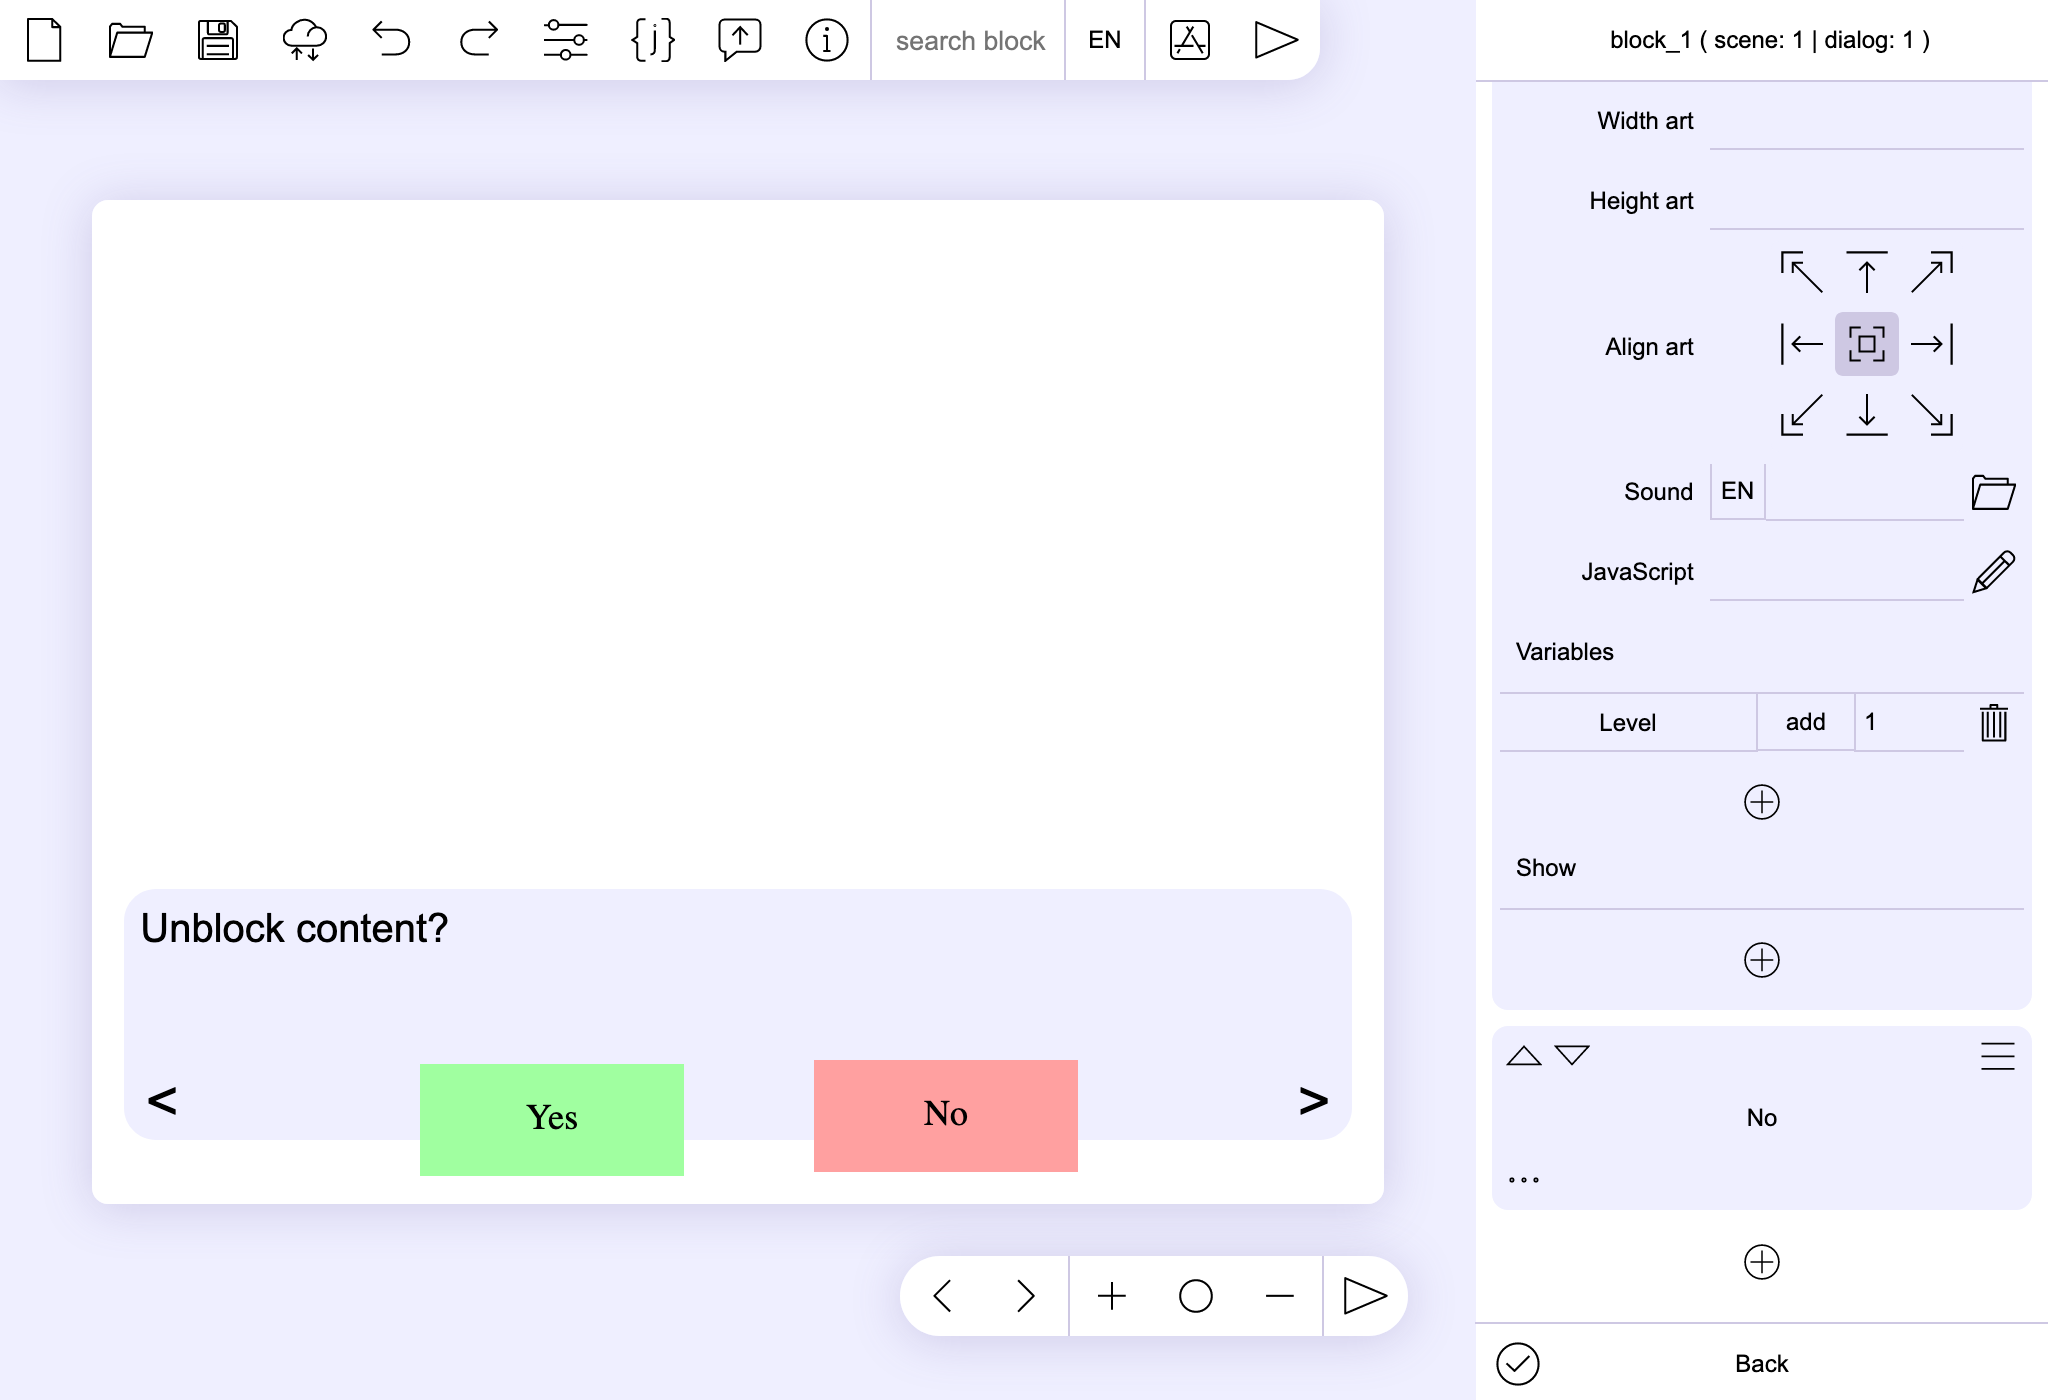 {j}
search block
EN
block_1 ( scene: 1 | dialog: 1 )
Width art
Height art
Align art
Sound
EN
JavaScript
Variables
Level
add
1
Show
Unblock content?
<
Yes
No
>
No
Back